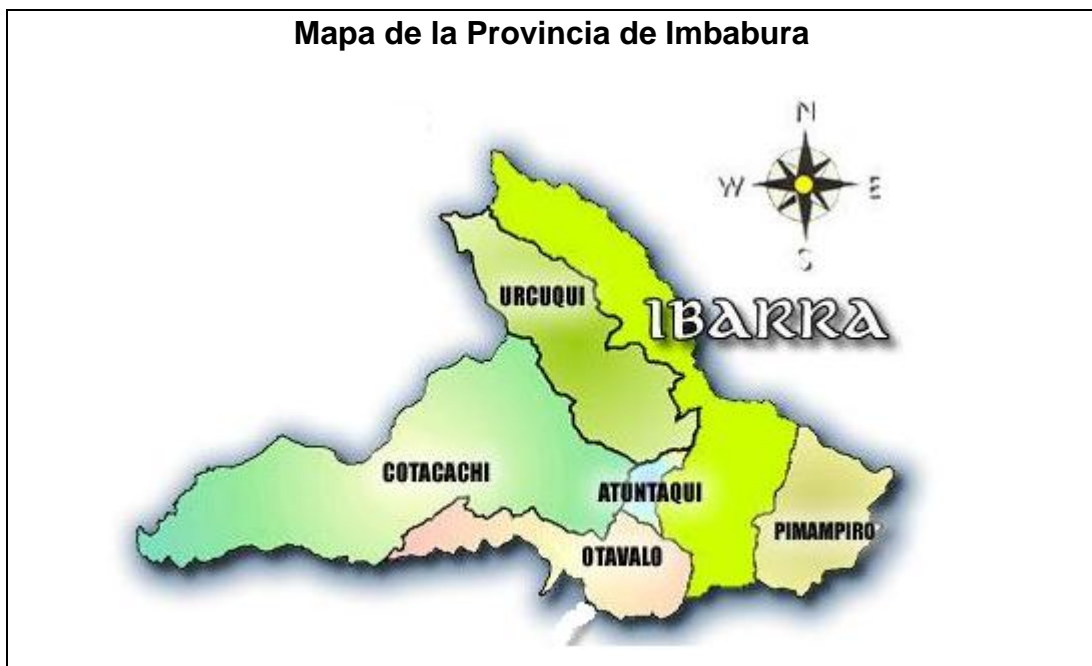 Mapa de la Provincia de Imbabura
N
W
E
S
URCUQUI
IBARRA
COTACACHI
ATUNTAQUI
PIMAMPIRO
OTAVALO